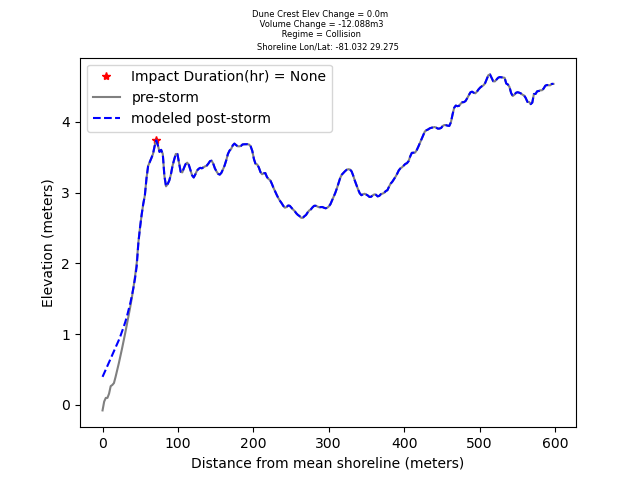 Dune Crest Elev Change = 0.0m
Volume Change = -12.088m3
Regime = Collision
Shoreline Lon/Lat: -81.032 29.275
Impact Duration(hr) = None
pre-storm
modeled post-storm
4
3
2
1
0
Elevation (meters)
0 100 200 300 400 500 600
Distance from mean shoreline (meters)